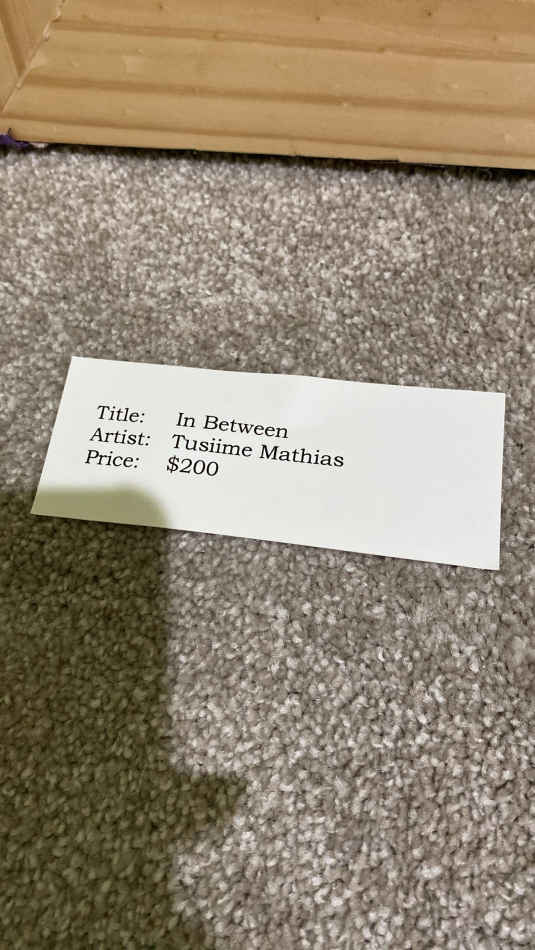 Title: In Between
Artist: Tusiime Mathias
Price: $200